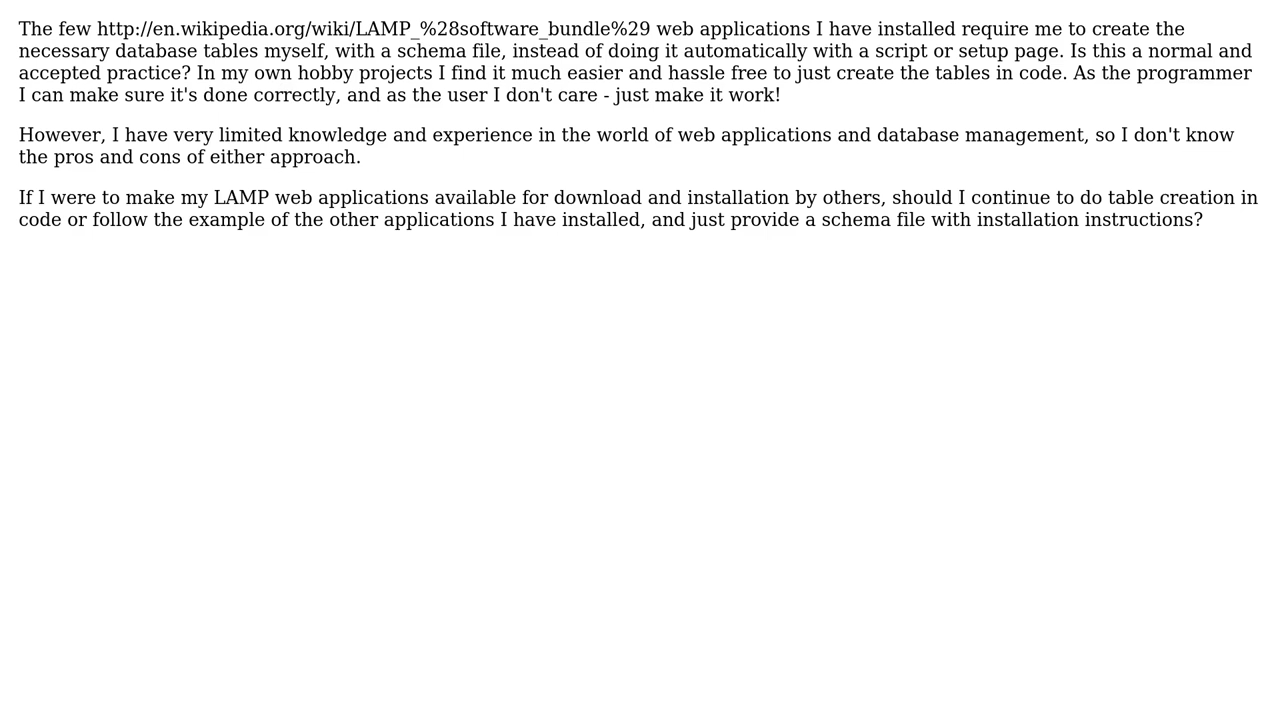 The few http://en.wikipedia.org/wiki/LAMP_%28software_bundle%29 web applications I have installed require me to create the
necessary database tables myself, with a schema file, instead of doing it automatically with a script or setup page. Is this a normal and
accepted practice? In my own hobby projects I find it much easier and hassle free to just create the tables in code. As the programmer
I can make sure it's done correctly, and as the user I don't care - just make it work!
However, I have very limited knowledge and experience in the world of web applications and database management, so I don't know
the pros and cons of either approach.
If I were to make my LAMP web applications available for download and installation by others, should I continue to do table creation in
code or follow the example of the other applications I have installed, and just provide a schema file with installation instructions?